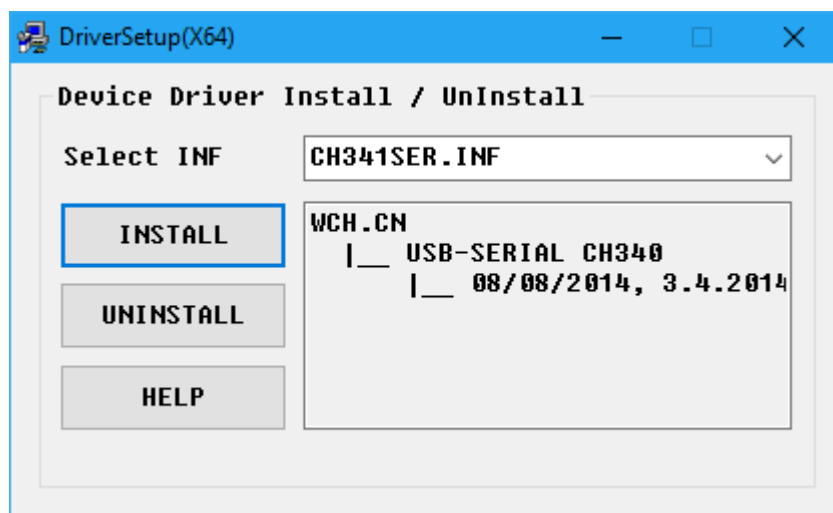 DriverSetup(X64)
Device Driver Install / UnInstall
Select INF
CH341SER.INF
INSTALL
UNINSTALL
HELP
WCH.CN
|__ USB-SERIAL CH340
|__ 08/08/2014, 3.4.2014